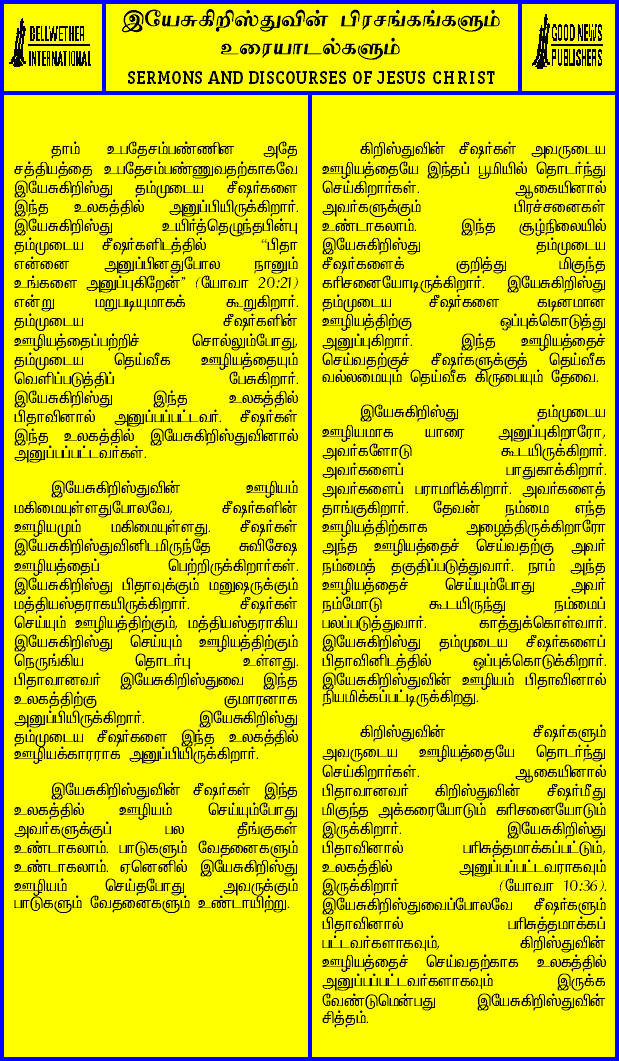 BELLWETHER
INTERNATIONAL
இயேசுகிறிஸ்துவின் பிரசங்கங்களும்
உரையாடல்களும்
SERMONS AND DISCOURSES OF JESUS CHRIST
GOOD NEWS
PUBLISHERS
தாம் உபதேசம்பண்ணின அதே
சத்தியத்தை உபதேசம்பண்ணுவதற்காகவே
இயேசுகிறிஸ்து தம்முடைய சீஷர்களை
இந்த உலகத்தில் அனுப்பியிருக்கிறார்.
இயேசுகிறிஸ்து உயிர்த்தெழுந்தபின்பு
தம்முடைய சீஷர்களிடத்தில் “பிதா
என்னை அனுப்பினதுபோல நானும்
உங்களை அனுப்புகிறேன்” (யோவா 20:21)
என்று மறுபடியுமாகக் கூறுகிறார்.
தம்முடைய சீஷர்களின்
ஊழியத்தைப்பற்றிச் சொல்லும்போது,
தம்முடைய தெய்வீக ஊழியத்தையும்
வெளிப்படுத்திப் பேசுகிறார்.
இயேசுகிறிஸ்து இந்த உலகத்தில்
பிதாவினால் அனுப்பப்பட்டவர். சீஷர்கள்
இந்த உலகத்தில் இயேசுகிறிஸ்துவினால்
அனுப்பப்பட்டவர்கள்.
இயேசுகிறிஸ்துவின் ஊழியம்
மகிமையுள்ளதுபோலவே, சீஷர்களின்
ஊழியமும் மகிமையுள்ளது. சீஷர்கள்
இயேசுகிறிஸ்துவினிடமிருந்தே சுவிசேஷ
ஊழியத்தைப் பெற்றிருக்கிறார்கள்.
இயேசுகிறிஸ்து பிதாவுக்கும் மனுஷருக்கும்
மத்தியஸ்தராகயிருக்கிறார். சீஷர்கள்
செய்யும் ஊழியத்திற்கும், மத்தியஸ்தராகிய
இயேசுகிறிஸ்து செய்யும் ஊழியத்திற்கும்
நெருங்கிய தொடர்பு உள்ளது.
பிதாவானவர் இயேசுகிறிஸ்துவை இந்த
உலகத்திற்கு குமாரனாக
அனுப்பியிருக்கிறார். இயேசுகிறிஸ்து
தம்முடைய சீஷர்களை இந்த உலகத்தில்
ஊழியக்காரராக அனுப்பியிருக்கிறார்.
இயேசுகிறிஸ்துவின் சீஷர்கள் இந்த
உலகத்தில் ஊழியம் செய்யும்போது
அவர்களுக்குப் பல தீங்குகள்
உண்டாகலாம். பாடுகளும் வேதனைகளும்
உண்டாகலாம். ஏனெனில் இயேசுகிறிஸ்து
ஊழியம் செய்தபோது அவருக்கும்
பாடுகளும் வேதனைகளும் உண்டாயிற்று.
கிறிஸ்துவின் சீஷர்கள் அவருடைய
ஊழியத்தையே இந்தப் பூமியில் தொடர்ந்து
செய்கிறார்கள். ஆகையினால்
அவர்களுக்கும் பிரச்சனைகள்
உண்டாகலாம். இந்த சூழ்நிலையில்
இயேசுகிறிஸ்து தம்முடைய
சீஷர்களைக் குறித்து மிகுந்த
கரிசனையோடிருக்கிறார். இயேசுகிறிஸ்து
தம்முடைய சீஷர்களை கடினமான
ஊழியத்திற்கு ஒப்புக்கொடுத்து
அனுப்புகிறார். இந்த ஊழியத்தைச்
செய்வதற்குச் சீஷர்களுக்குத் தெய்வீக
வல்லமையும் தெய்வீக கிருபையும் தேவை.
இயேசுகிறிஸ்து தம்முடைய
ஊழியமாக யாரை அனுப்புகிறாரோ,
அவர்களோடு கூடயிருக்கிறார்.
அவர்களைப் பாதுகாக்கிறார்.
அவர்களைப் பராமரிக்கிறார். அவர்களைத்
தாங்குகிறார். தேவன் நம்மை எந்த
ஊழியத்திற்காக அழைத்திருக்கிறாரோ
அந்த ஊழியத்தைச் செய்வதற்கு அவர்
நம்மைத் தகுதிப்படுத்துவார். நாம் அந்த
ஊழியத்தைச் செய்யும்போது அவர்
நம்மோடு கூடயிருந்து நம்மைப்
பலப்படுத்துவார். காத்துக்கொள்வார்.
இயேசுகிறிஸ்து தம்முடைய சீஷர்களைப்
பிதாவினிடத்தில் ஒப்புக்கொடுக்கிறார்.
இயேசுகிறிஸ்துவின் ஊழியம் பிதாவினால்
நியமிக்கப்பட்டிருக்கிறது.
கிறிஸ்துவின் சீஷர்களும்
அவருடைய ஊழியத்தையே தொடர்ந்து
செய்கிறார்கள். ஆகையினால்
பிதாவானவர் கிறிஸ்துவின் சீஷர்மீது
மிகுந்த அக்கரையோடும் கரிசனையோடும்
இருக்கிறார். இயேசுகிறிஸ்து
பிதாவினால் பரிசுத்தமாக்கப்பட்டும்,
உலகத்தில் அனுப்பப்பட்டவராகவும்
இருக்கிறார் (யோவா 10:36).
இயேசுகிறிஸ்துவைப்போலவே சீஷர்களும்
பிதாவினால் பரிசுத்தமாக்கப்
பட்டவர்களாகவும், கிறிஸ்துவின்
ஊழியத்தைச் செய்வதற்காக உலகத்தில்
அனுப்பப்பட்டவர்களாகவும் இருக்க
வேண்டுமென்பது இயேசுகிறிஸ்துவின்
சித்தம்.